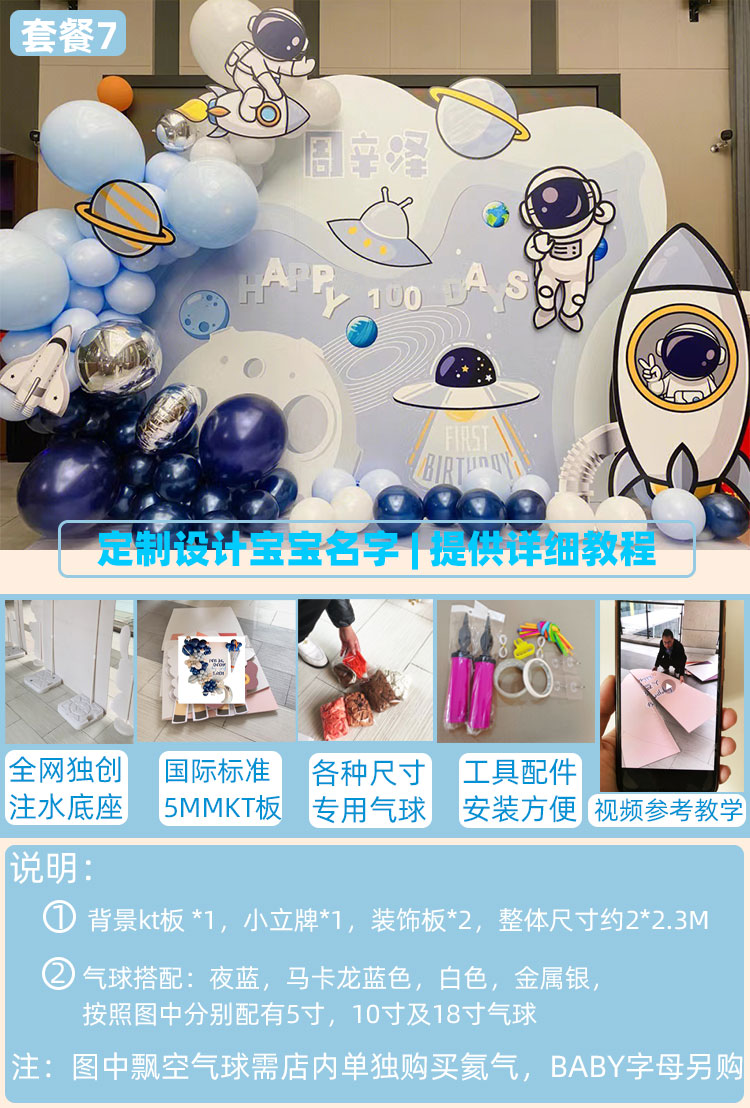 套餐7
周辛泽
HAPPY 100 DAYS
FIRST
BIRTHDAY
定制设计宝宝名字 | 提供详细教程
全网独创
注水底座
国际标准
5MMKT板
各种尺寸
专用气球
工具配件
安装方便
视频参考教学
说明：
① 背景kt板 *1，小立牌*1，装饰板*2，整体尺寸约2*2.3M
② 气球搭配：夜蓝，马卡龙蓝色，白色，金属银，
按照图中分别配有5寸，10寸及18寸气球
注：图中飘空气球需店内单独购买氦气，BABY字母另购